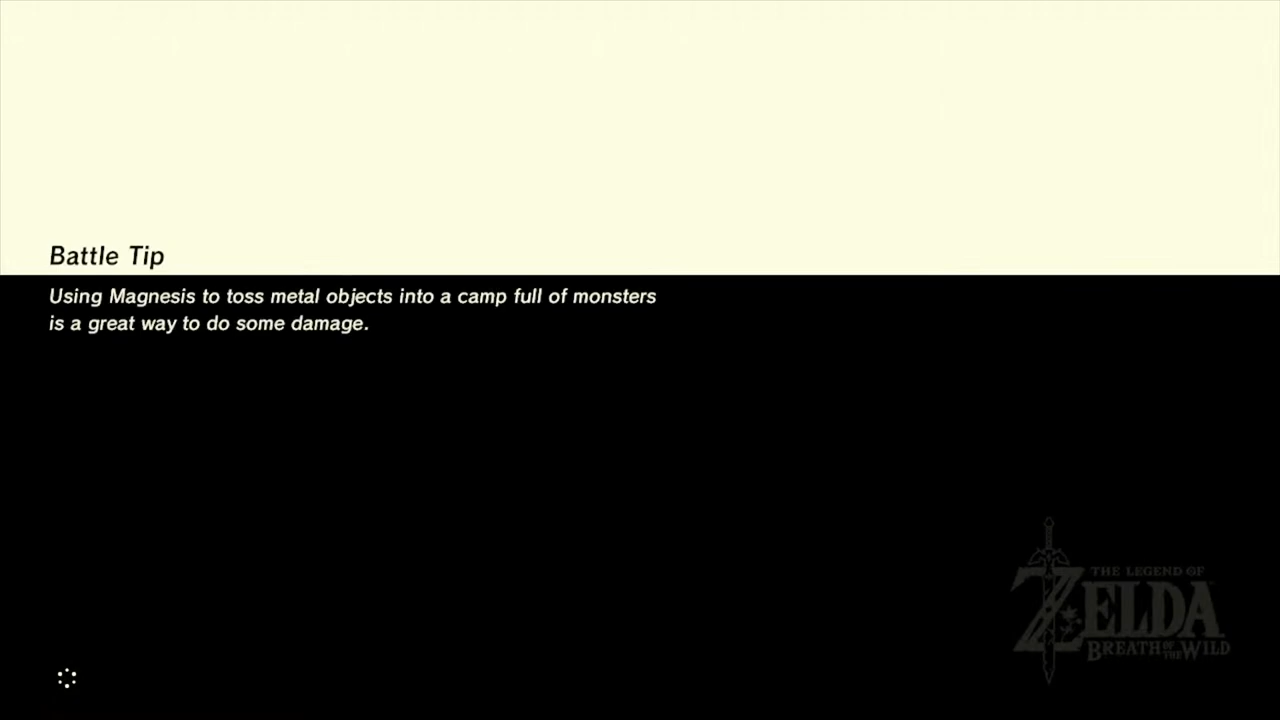 Battle Tip
Using Magnesis to toss metal objects into a camp full of monsters
is a great way to do some damage.
THE LEGEND OF
ZELDA
BREATH OF THE WILD